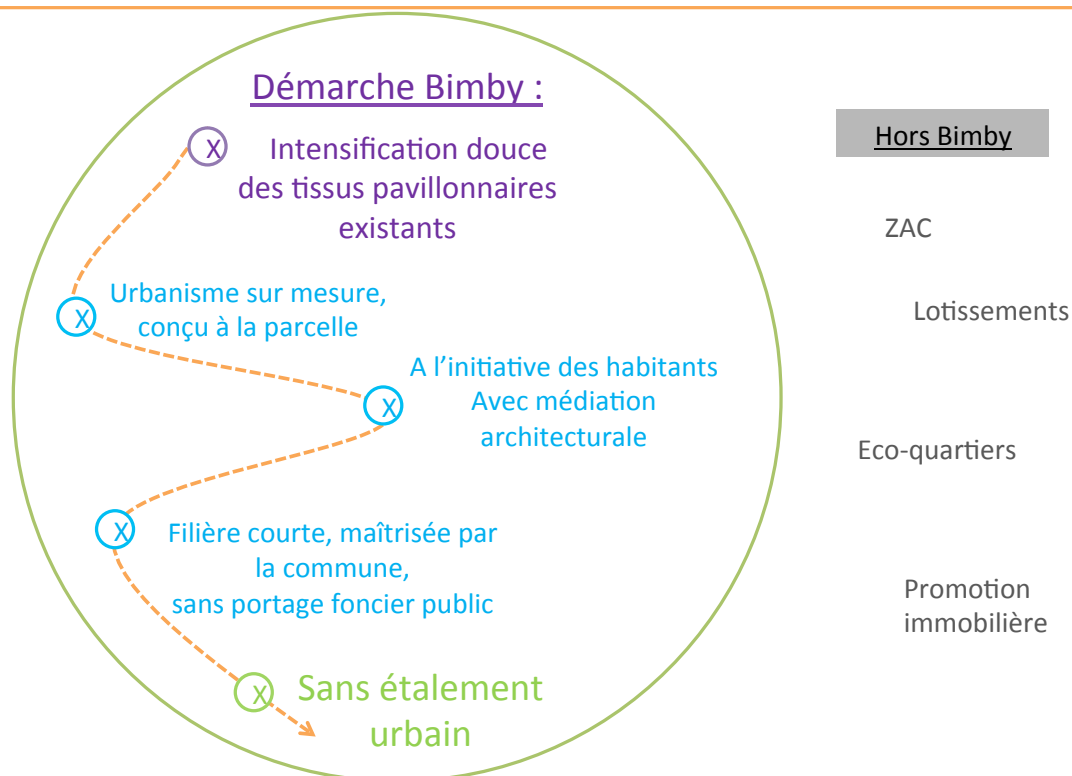 Démarche Bimby :
X
Intensification douce
des tissus pavillonnaires
existants
X
Urbanisme sur mesure,
conçu à la parcelle
X
A l’initiative des habitants
Avec médiation
architecturale
X
Filière courte, maîtrisée par
la commune,
sans portage foncier public
X
Sans étalement
urbain
Hors Bimby
ZAC
Lotissements
Eco-quartiers
Promotion
immobilière